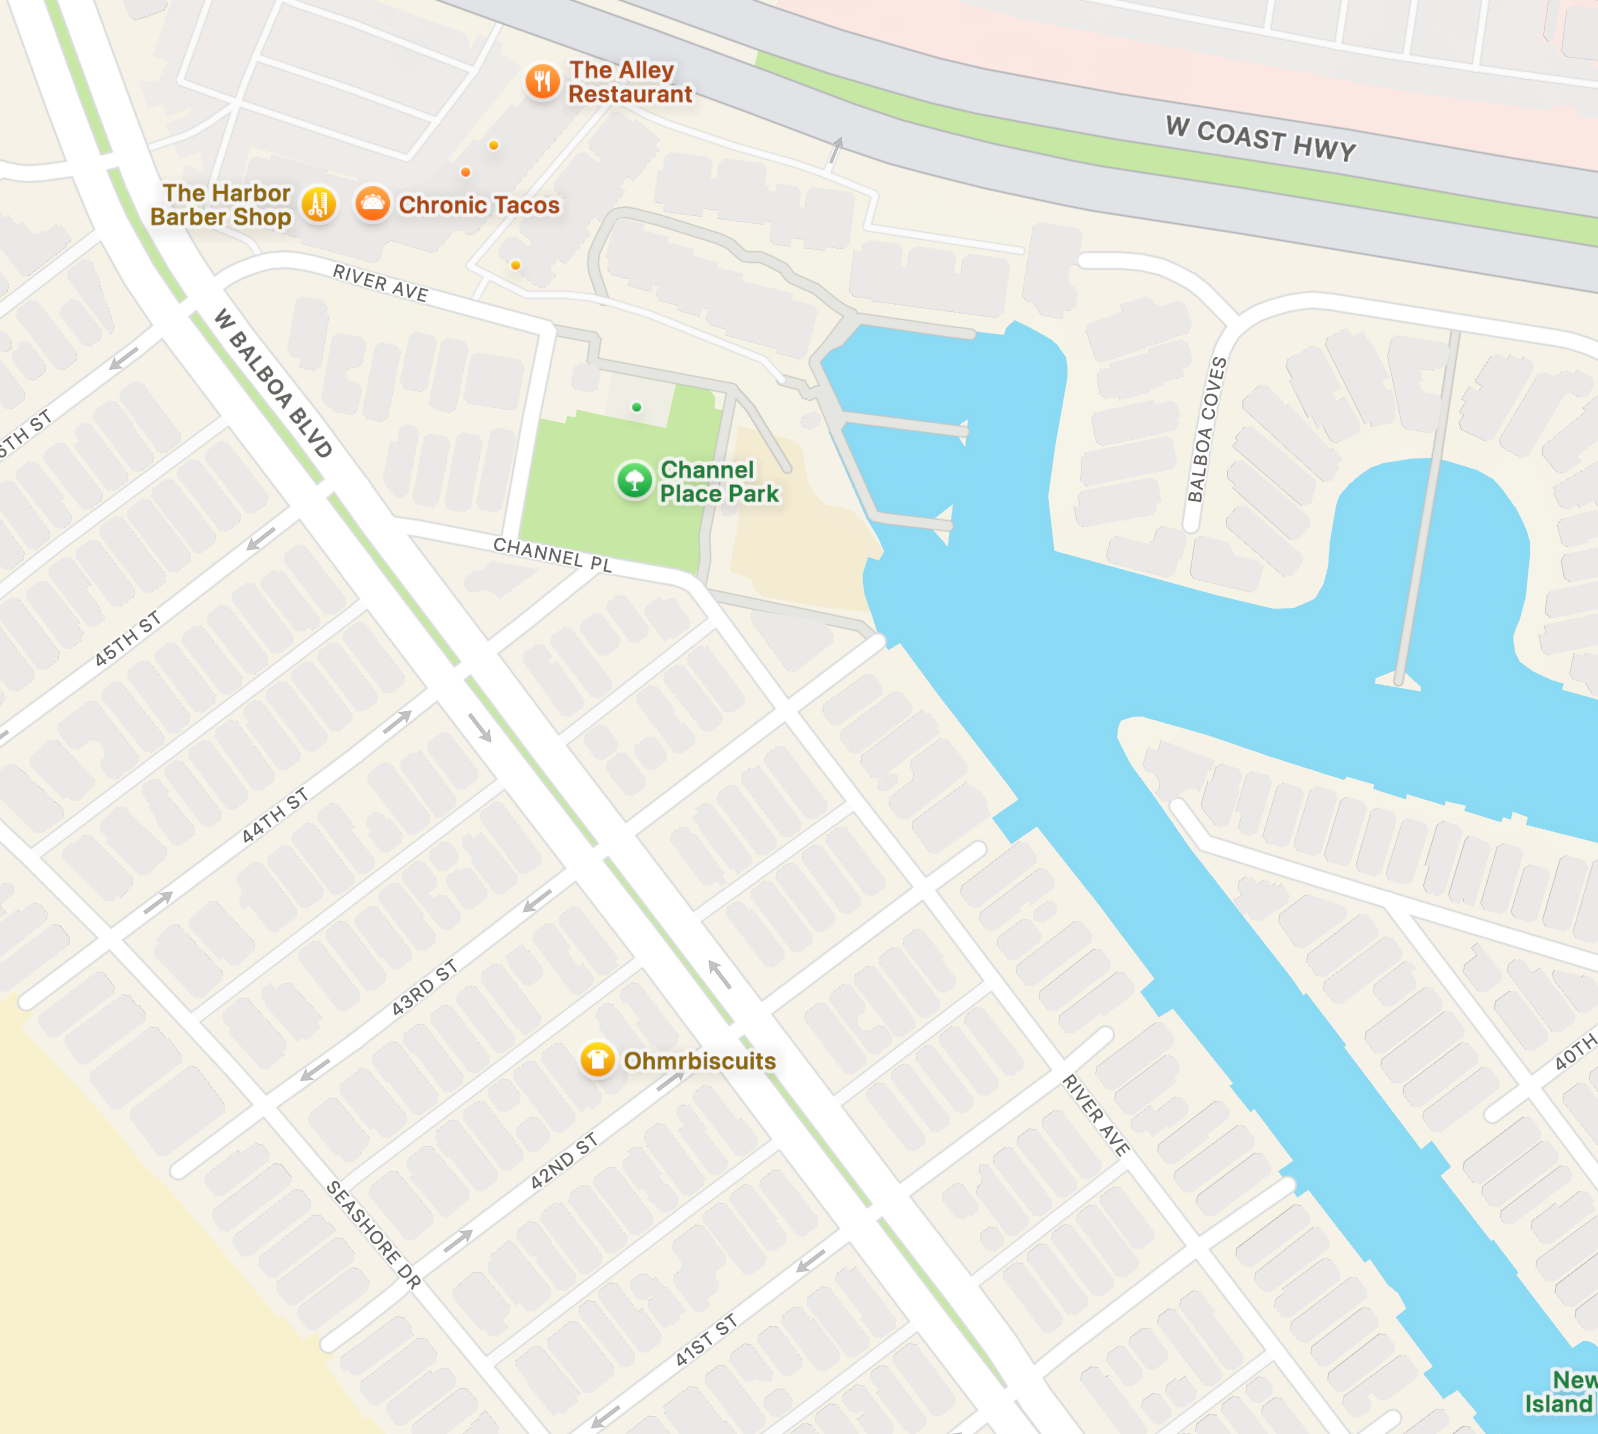 The Alley
Restaurant
W COAST HWY
The Harbor
Barber Shop
Chronic Tacos
RIVER AVE
W BALBOA BLVD
BALBOA COVES
Channel
Place Park
CHANNEL PL
45TH ST
44TH ST
43RD ST
Ohmrbiscuits
40TH
RIVER AVE
42ND ST
SEASHORE DR
41ST ST
New
Island